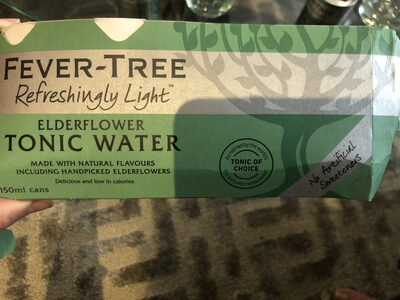 FEVER-TREE
Refreshingly Light™
ELDERFLOWER
TONIC WATER
MADE WITH NATURAL FLAVOURS
INCLUDING HANDPICKED ELDERFLOWERS
Delicious and low in calories
150ml cans
TONIC OF
CHOICE
No Artificial
Sweeteners